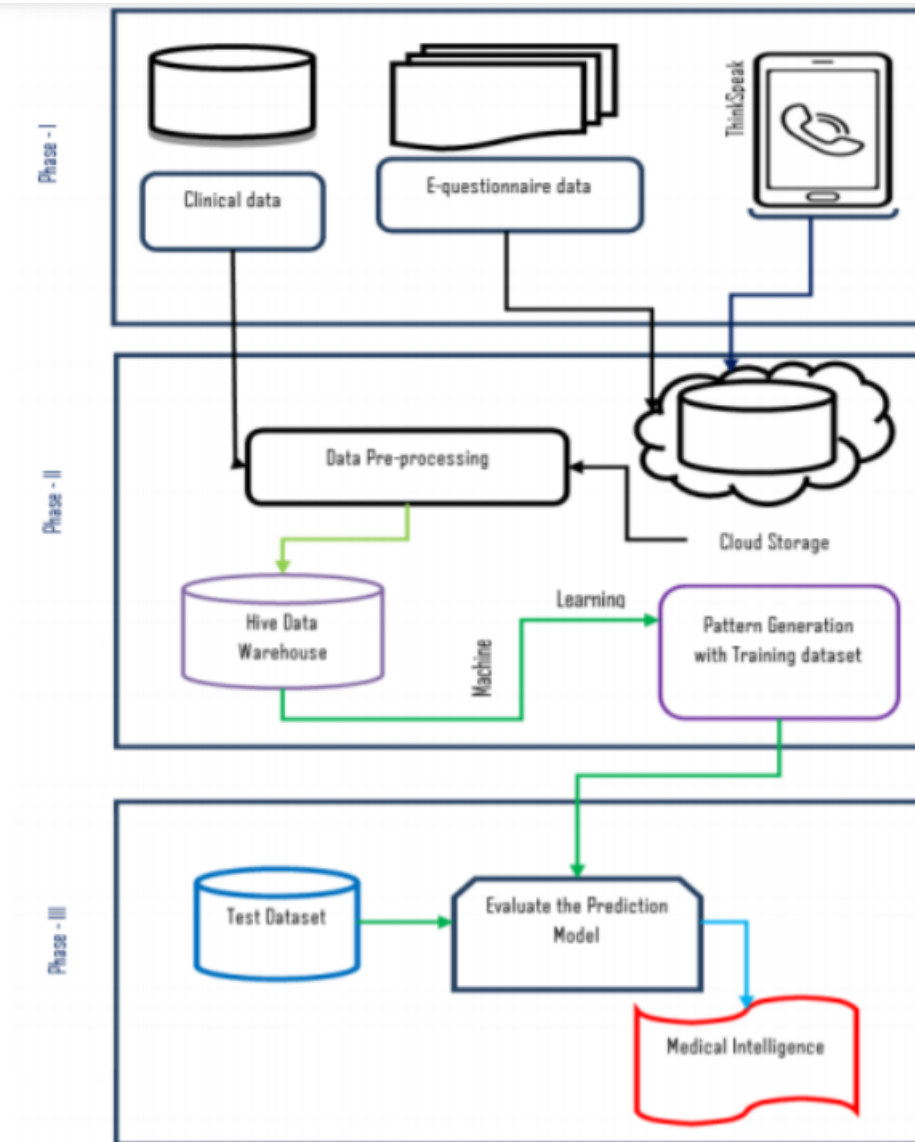 Phase - I
Clinical data
E-questionnaire data
ThinkSpeak
Phase - II
Data Pre-processing
Cloud Storage
Hive Data
Warehouse
Machine
Learning
Pattern Generation
with Training dataset
Phase - III
Test Dataset
Evaluate the Prediction
Model
Medical Intelligence